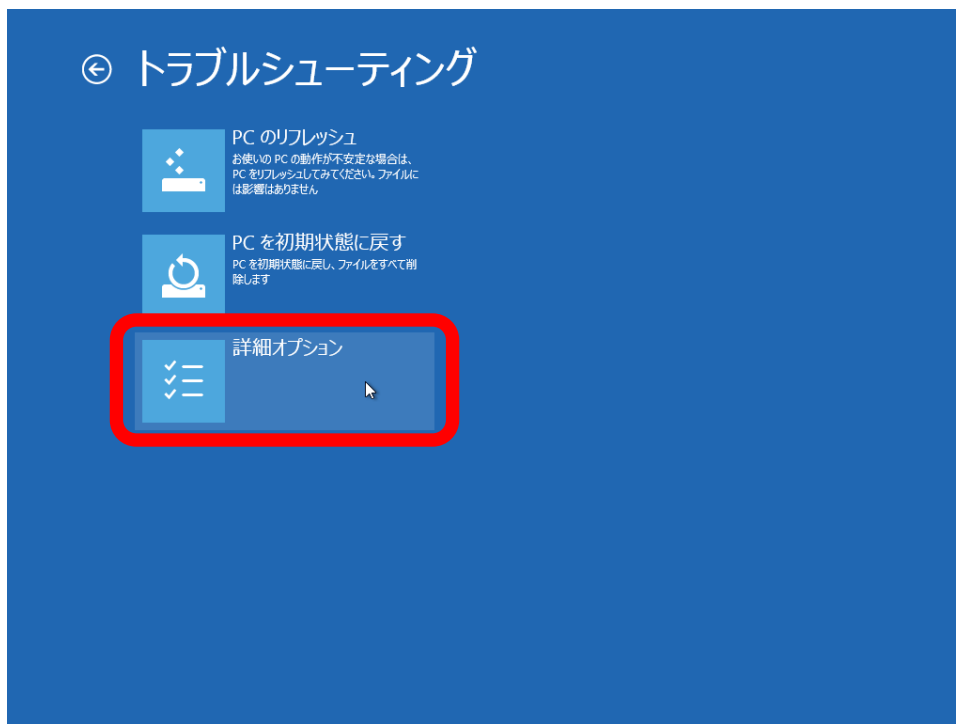 トラブルシューティング
PC のリフレッシュ
お使いの PC の動作が不安定な場合は、
PC をリフレッシュしてみてください。ファイルに
は影響はありません
PC を初期状態に戻す
PC を初期状態に戻し、ファイルをすべて削
除します
詳細オプション